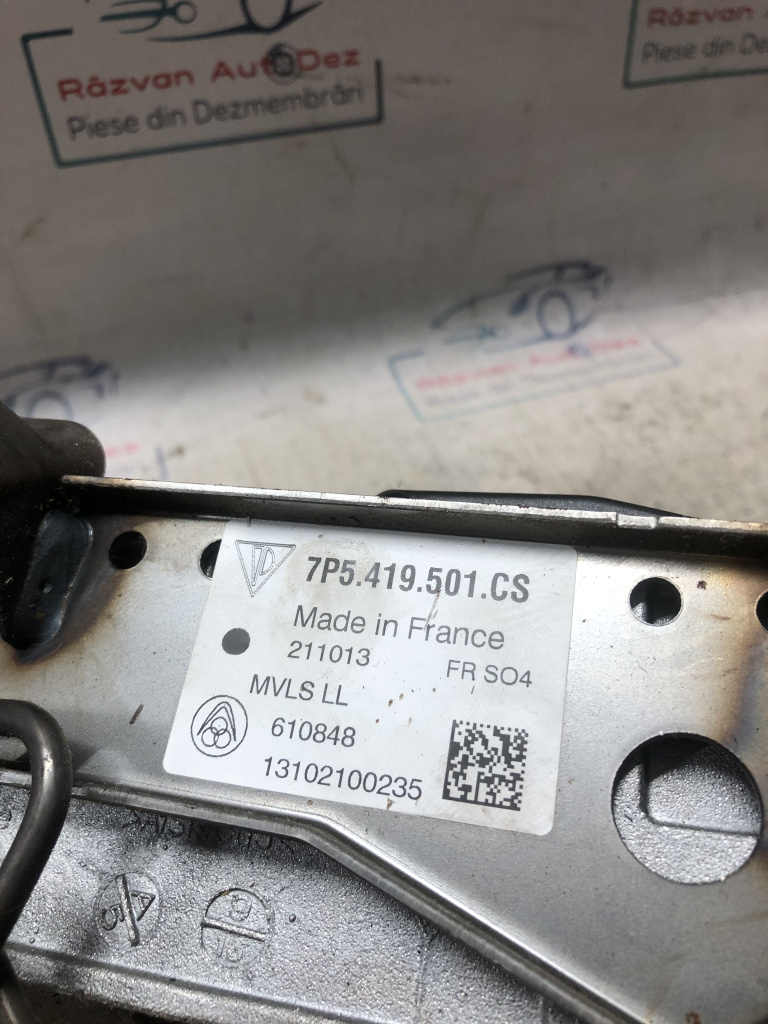 Răzvan AutoDez
Piese din Dezmembrări
Piese din
7P5.419.501.CS
Made in France
211013
FR SO4
MVLS LL
610848
13102100235